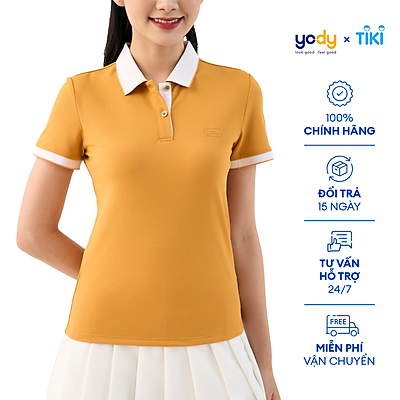 yody × TIKI
look good . feel good
100%
CHÍNH HÃNG
ĐỔI TRẢ
15 NGÀY
TƯ VẤN
HỖ TRỢ
24/7
FREE
MIỄN PHÍ
VẬN CHUYỂN